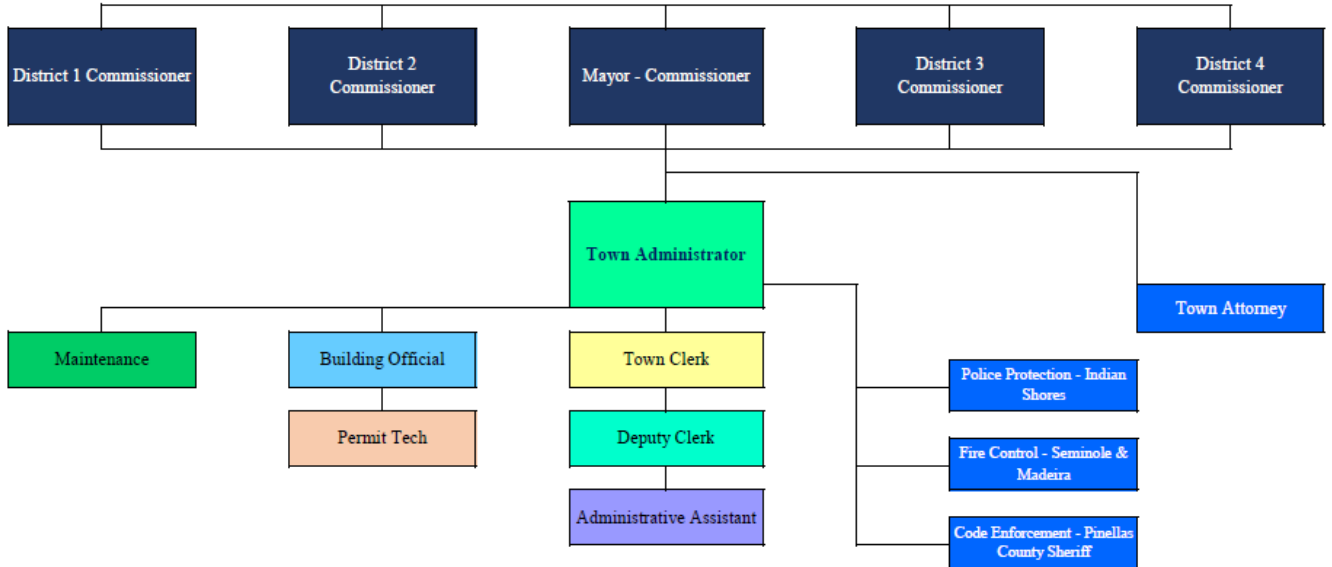 District 1 Commissioner
District 2
Commissioner
Mayor - Commissioner
District 3
Commissioner
District 4
Commissioner
Town Administrator
Town Attorney
Maintenance
Building Official
Town Clerk
Police Protection - Indian
Shores
Permit Tech
Deputy Clerk
Fire Control - Seminole &
Madeira
Administrative Assistant
Code Enforcement - Pinellas
County Sheriff